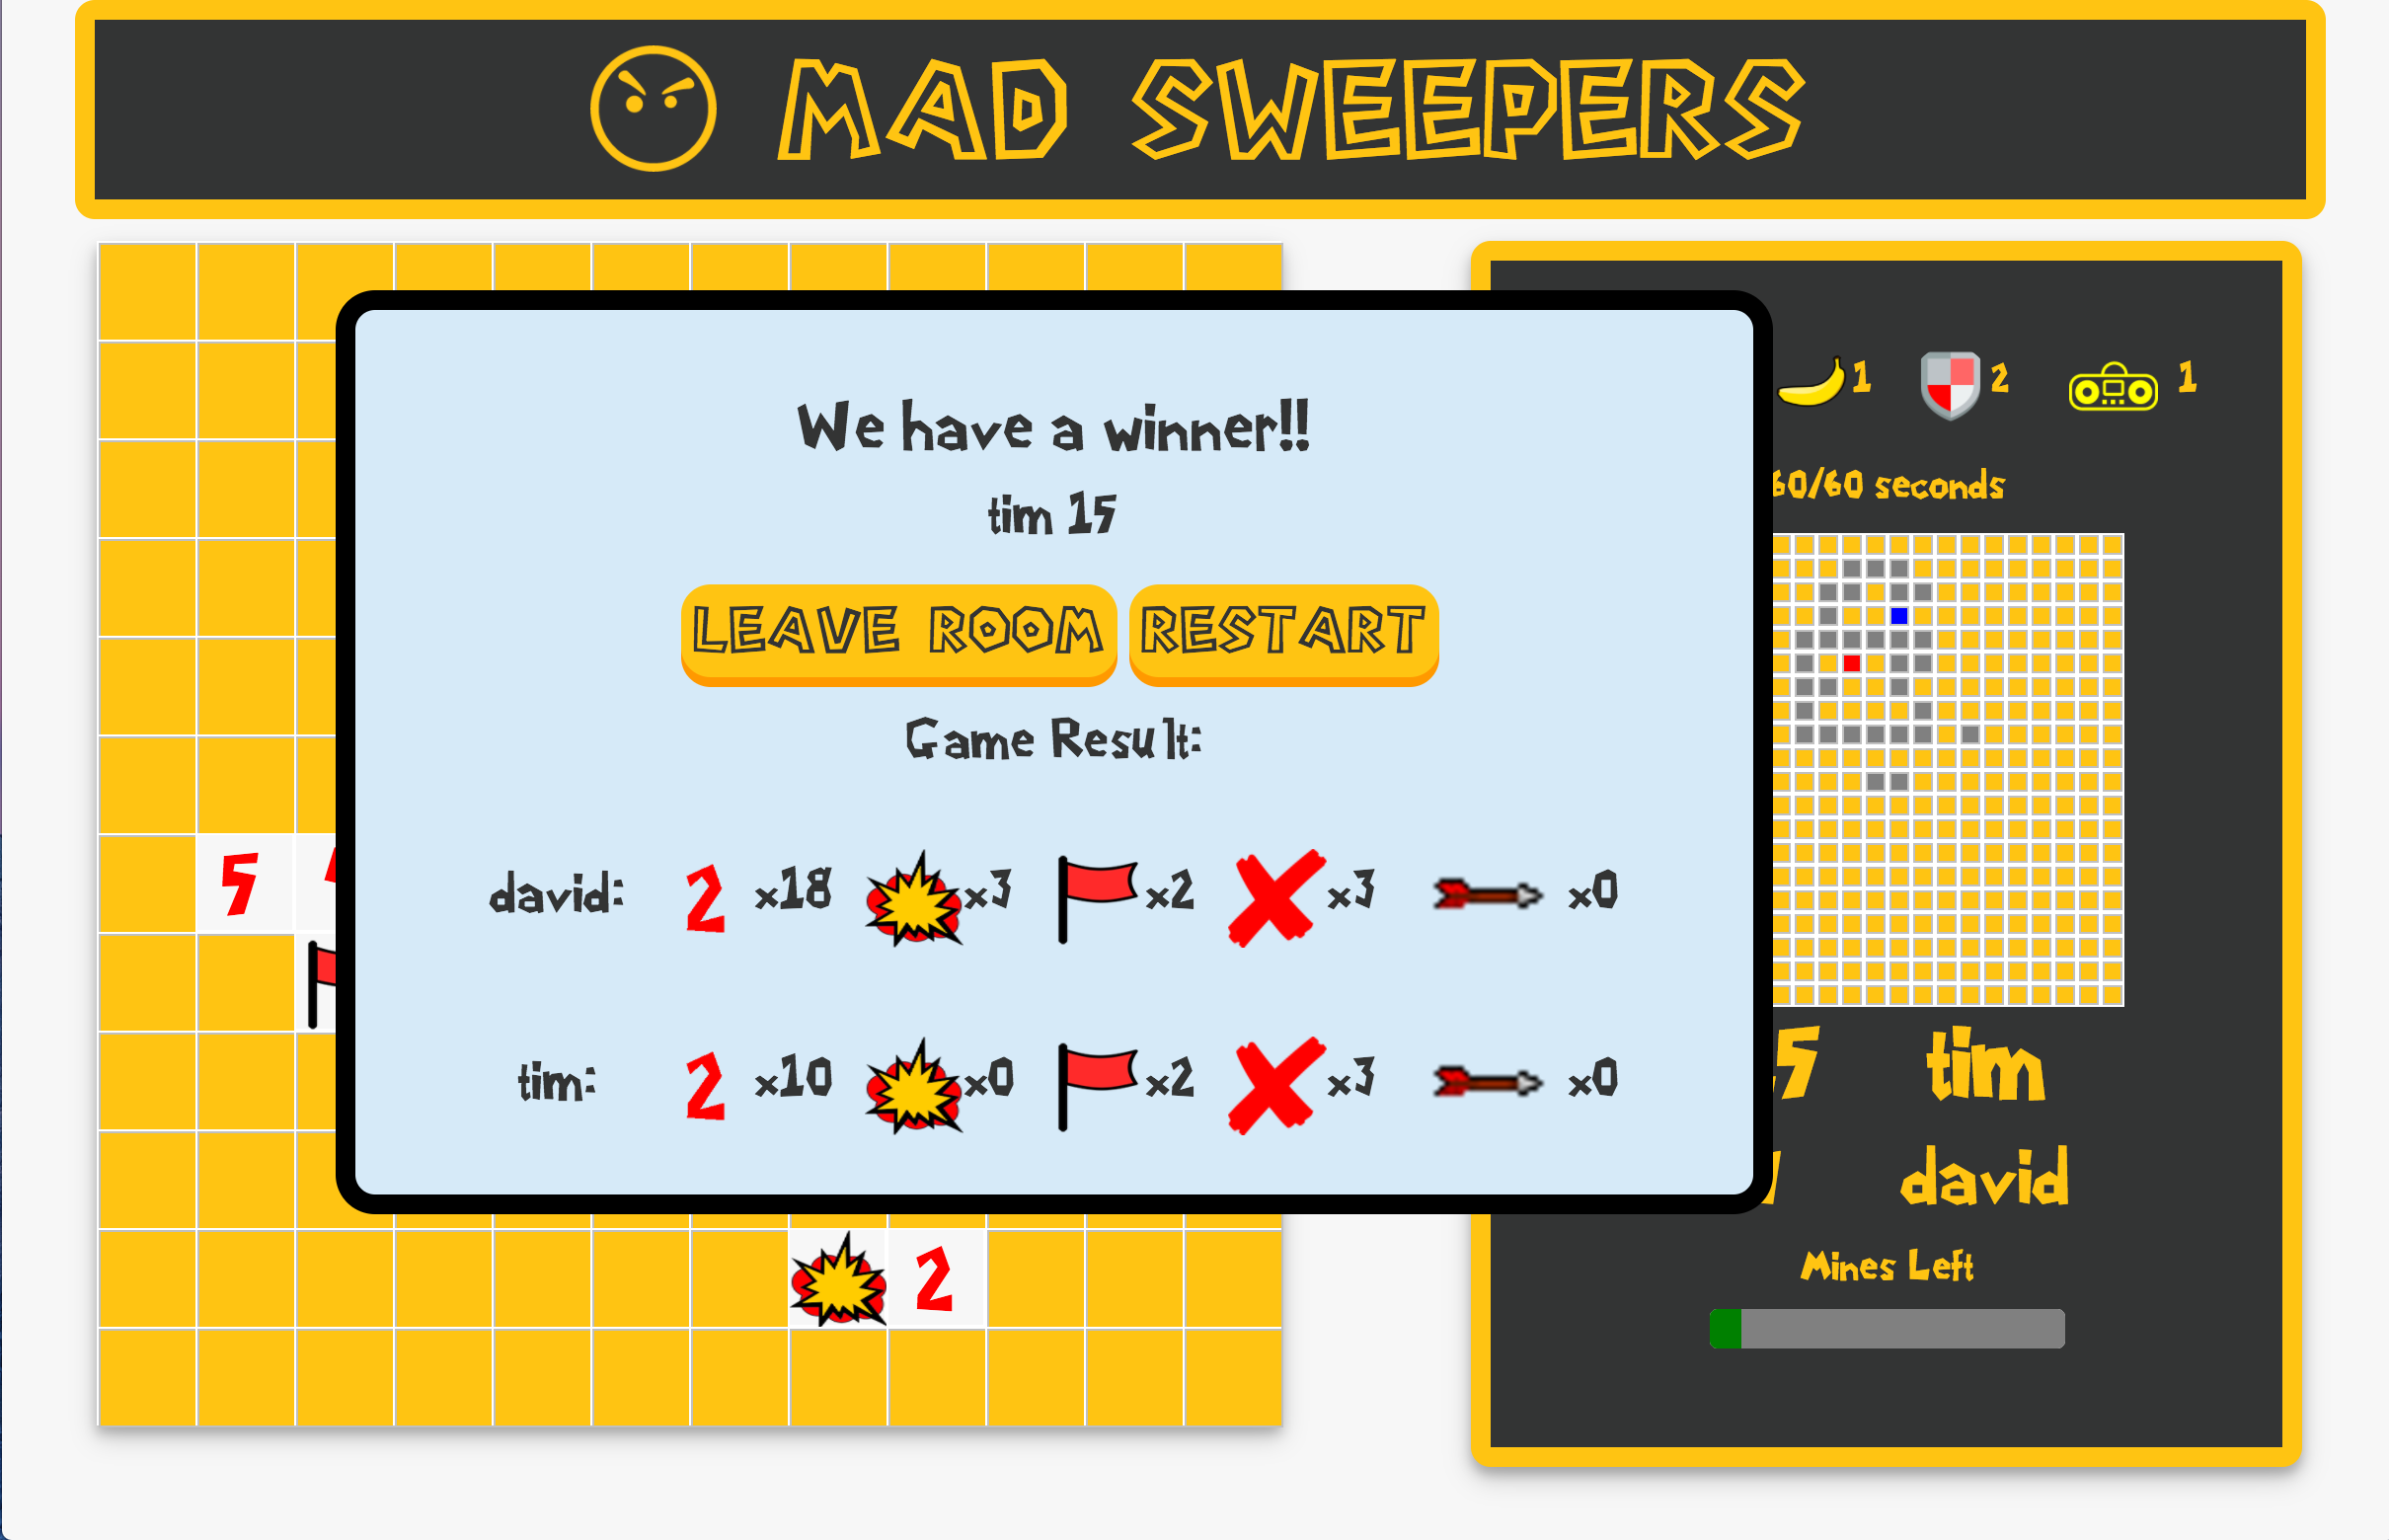 MAD SWEEPERS
1 2 1
60/60 seconds
We have a winner!!
tim 15
LEAVE ROOM RESTART
Game Result:
david: 2 x18 x3 x2 x3 x0
tim: 2 x10 x0 x2 x3 x0
5
5 tim
david
Mines Left
2